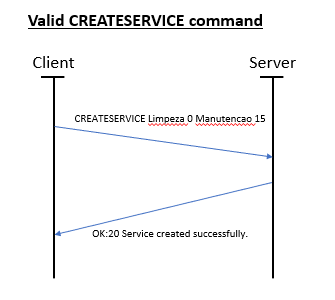 Valid CREATESERVICE command
Client
Server
CREATESERVICE Limpeza 0 Manutencao 15
OK:20 Service created successfully.